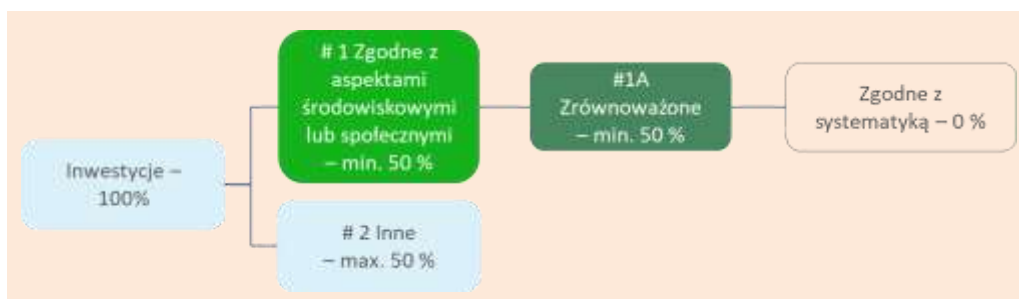 # 1 Zgodne z
aspektami
środowiskowymi
lub społecznymi
– min. 50 %
#1A
Zrównoważone
– min. 50 %
Zgodne z
systematyką – 0 %
Inwestycje –
100%
# 2 Inne
– max. 50 %